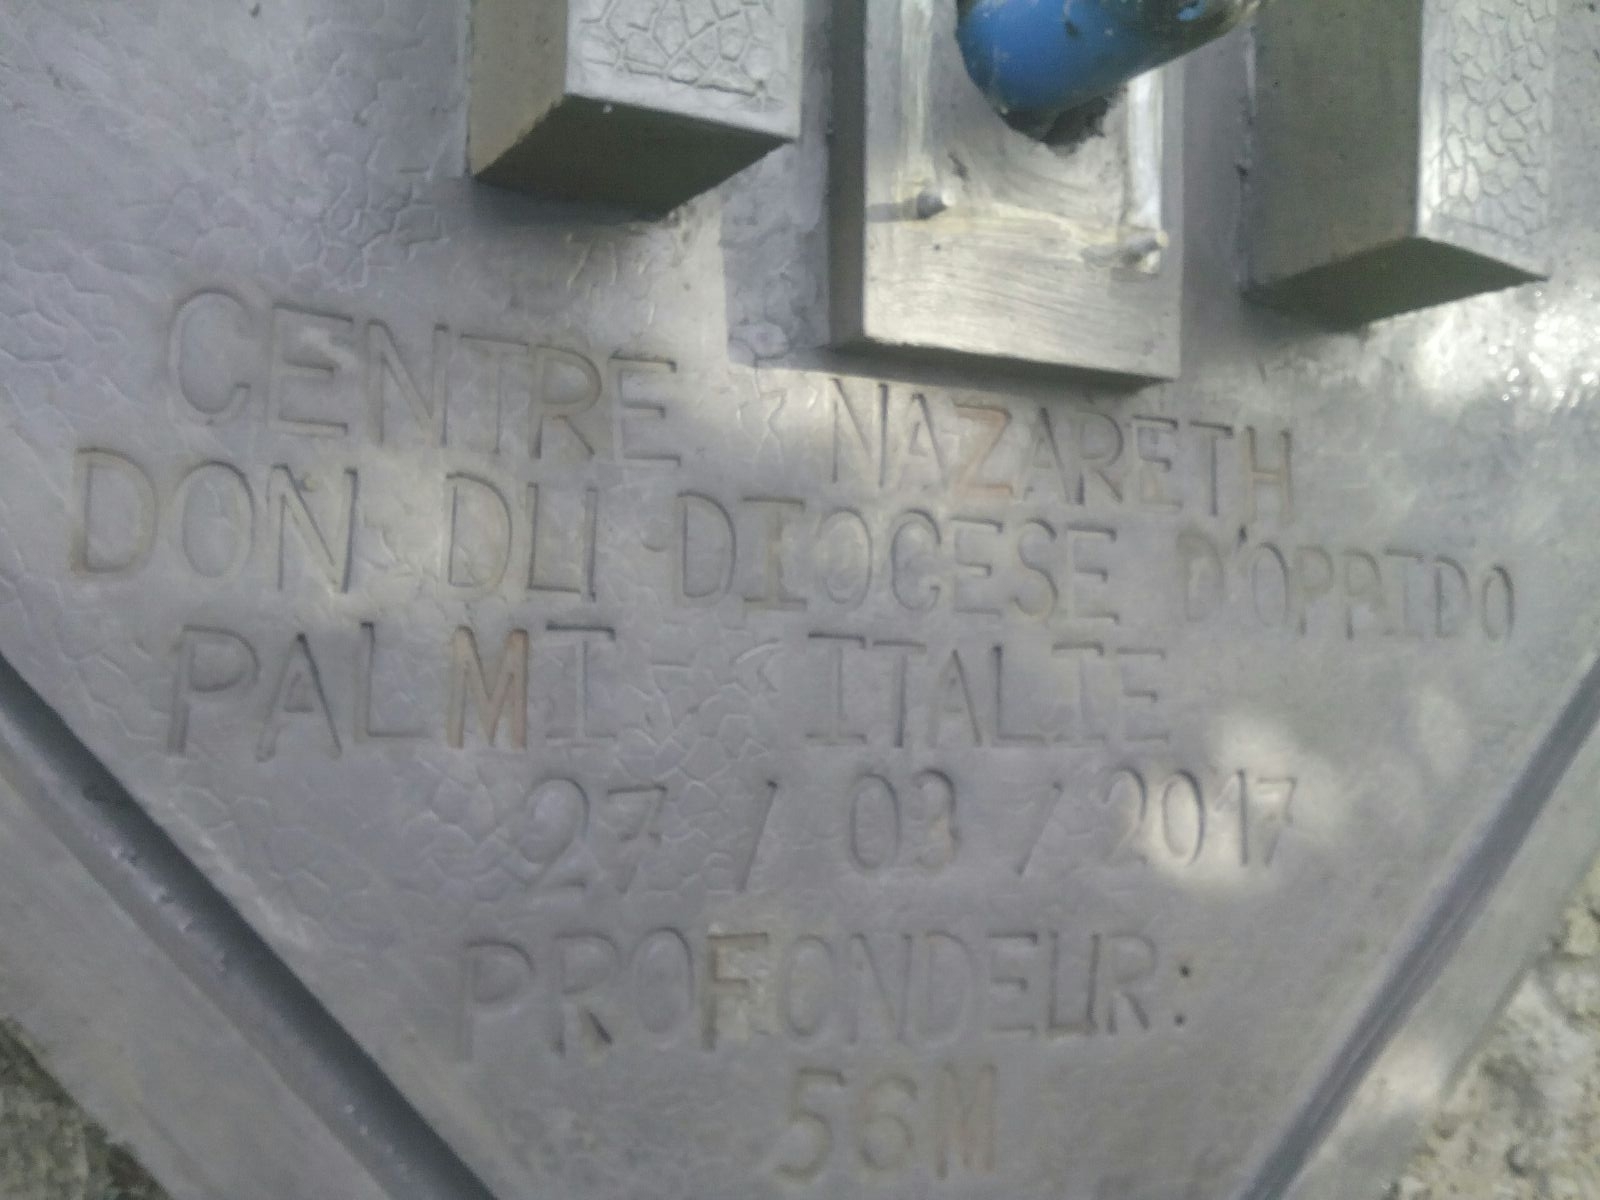 CENTRE NAZARETH
DON DU DIOCESE D'OPPIDO
PALMI ITALIE
27 / 03 / 2017
PROFONDEUR:
56M